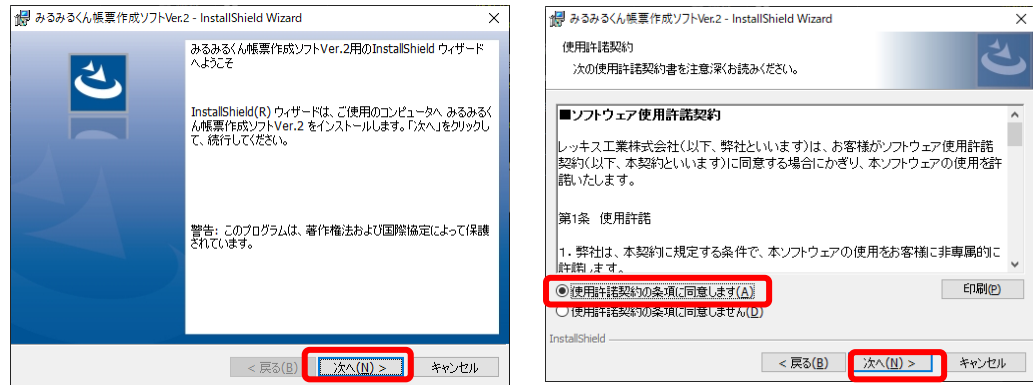 みるみるくん帳票作成ソフトVer.2 - InstallShield Wizard
みるみるくん帳票作成ソフトVer.2用のInstallShield ウィザード
へようこそ
InstallShield(R) ウィザードは、ご使用のコンピュータへ みるみるく
ん帳票作成ソフトVer.2 をインストールします。「次へ」をクリックし
て、続行してください。
警告: このプログラムは、著作権法および国際協定によって保護
されています。
< 戻る(B)
次へ(N) >
キャンセル
みるみるくん帳票作成ソフトVer.2 - InstallShield Wizard
使用許諾契約
次の使用許諾契約書を注意深くお読みください。
■ソフトウェア使用許諾契約
レッキス工業株式会社(以下、弊社といいます)は、お客様がソフトウェア使用許諾
契約(以下、本契約といいます)に同意する場合にかぎり、本ソフトウェアの使用を許
諾いたします。
第1条 使用許諾
1．弊社は、本契約に規定する条件で、本ソフトウェアの使用をお客様に非専属的に
許諾します。
使用許諾契約の条項に同意します(A)
印刷(P)
使用許諾契約の条項に同意しません(D)
InstallShield
< 戻る(B)
次へ(N) >
キャンセル